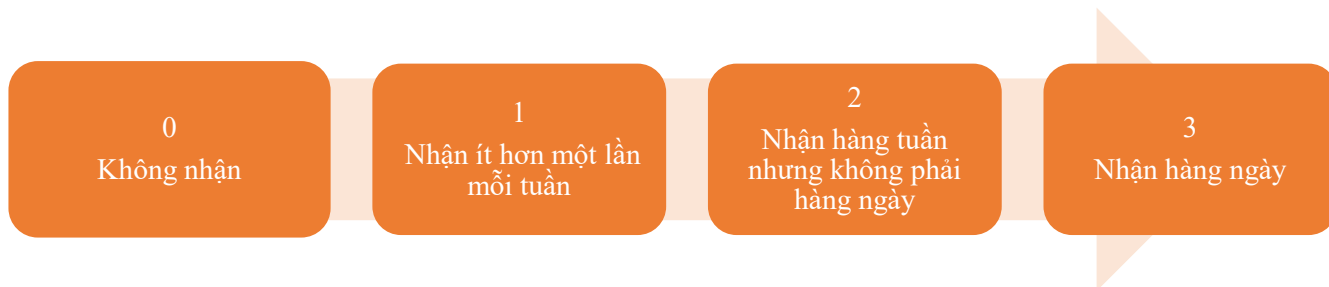 0
Không nhận
1
Nhận ít hơn một lần
mỗi tuần
2
Nhận hàng tuần
nhưng không phải
hàng ngày
3
Nhận hàng ngày